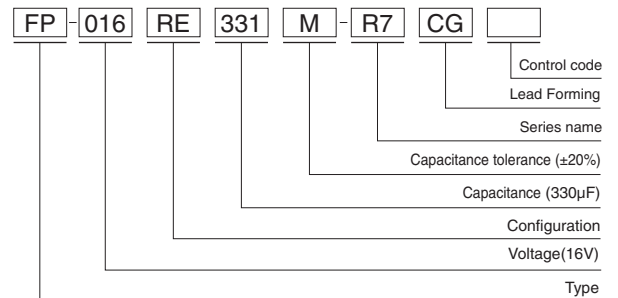 FP-016 RE 331 M-R7 CG
Control code
Lead Forming
Series name
Capacitance tolerance (±20%)
Capacitance (330µF)
Configuration
Voltage(16V)
Type